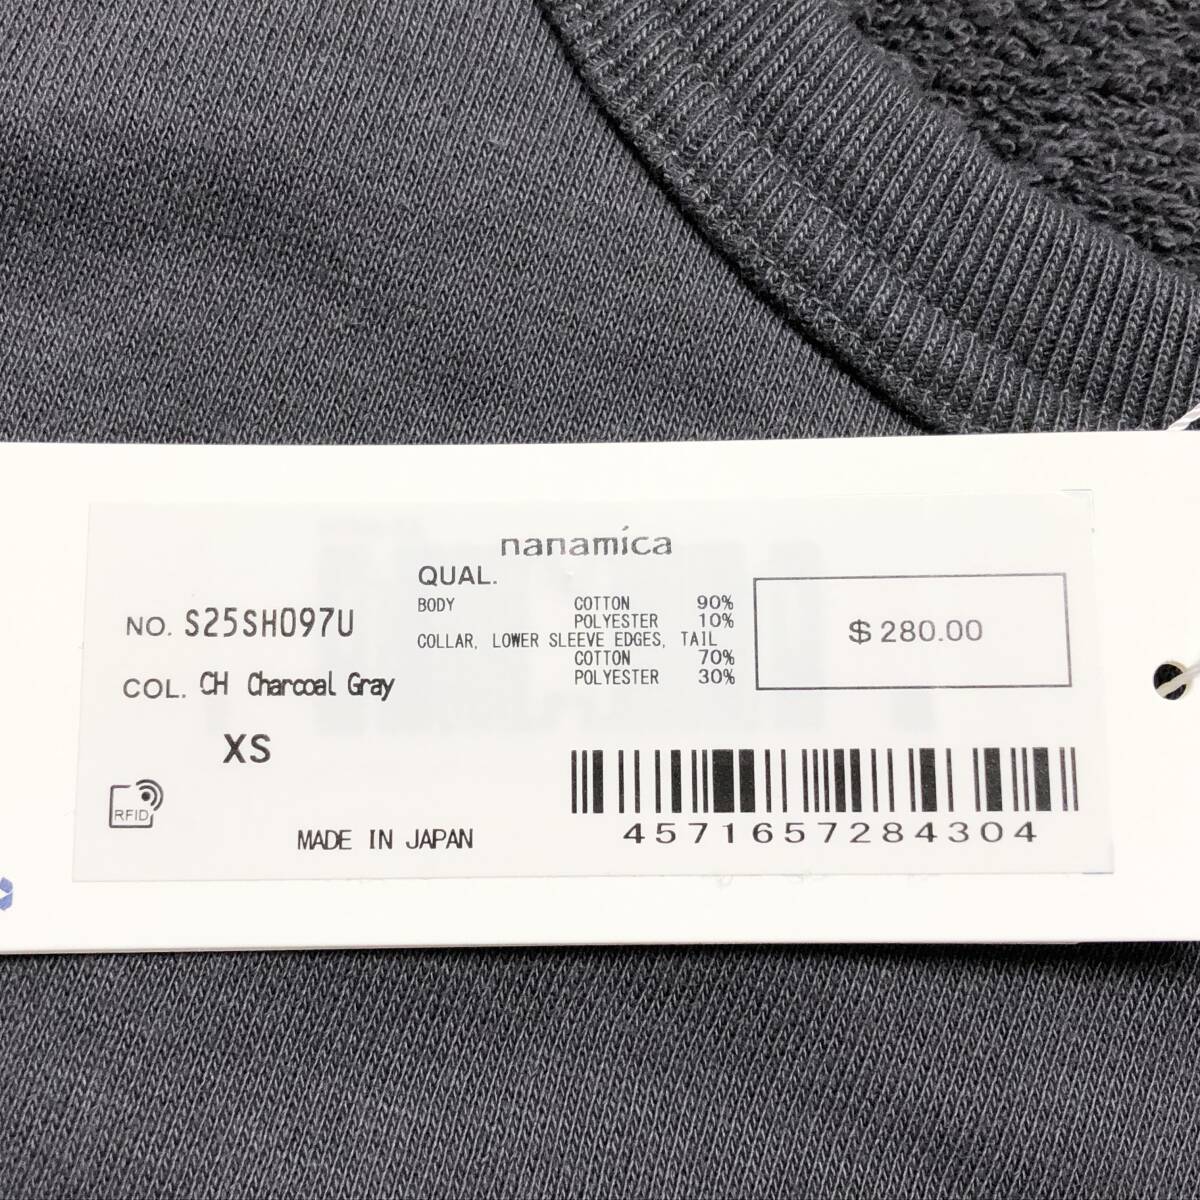 nanamica
QUAL.
BODY COTTON 90%
POLYESTER 10%
COLLAR, LOWER SLEEVE EDGES, TAIL
COTTON 70%
POLYESTER 30%
NO. S25SH097U
COL. CH Charcoal Gray
XS
$280.00
RFID
MADE IN JAPAN
4571657284304